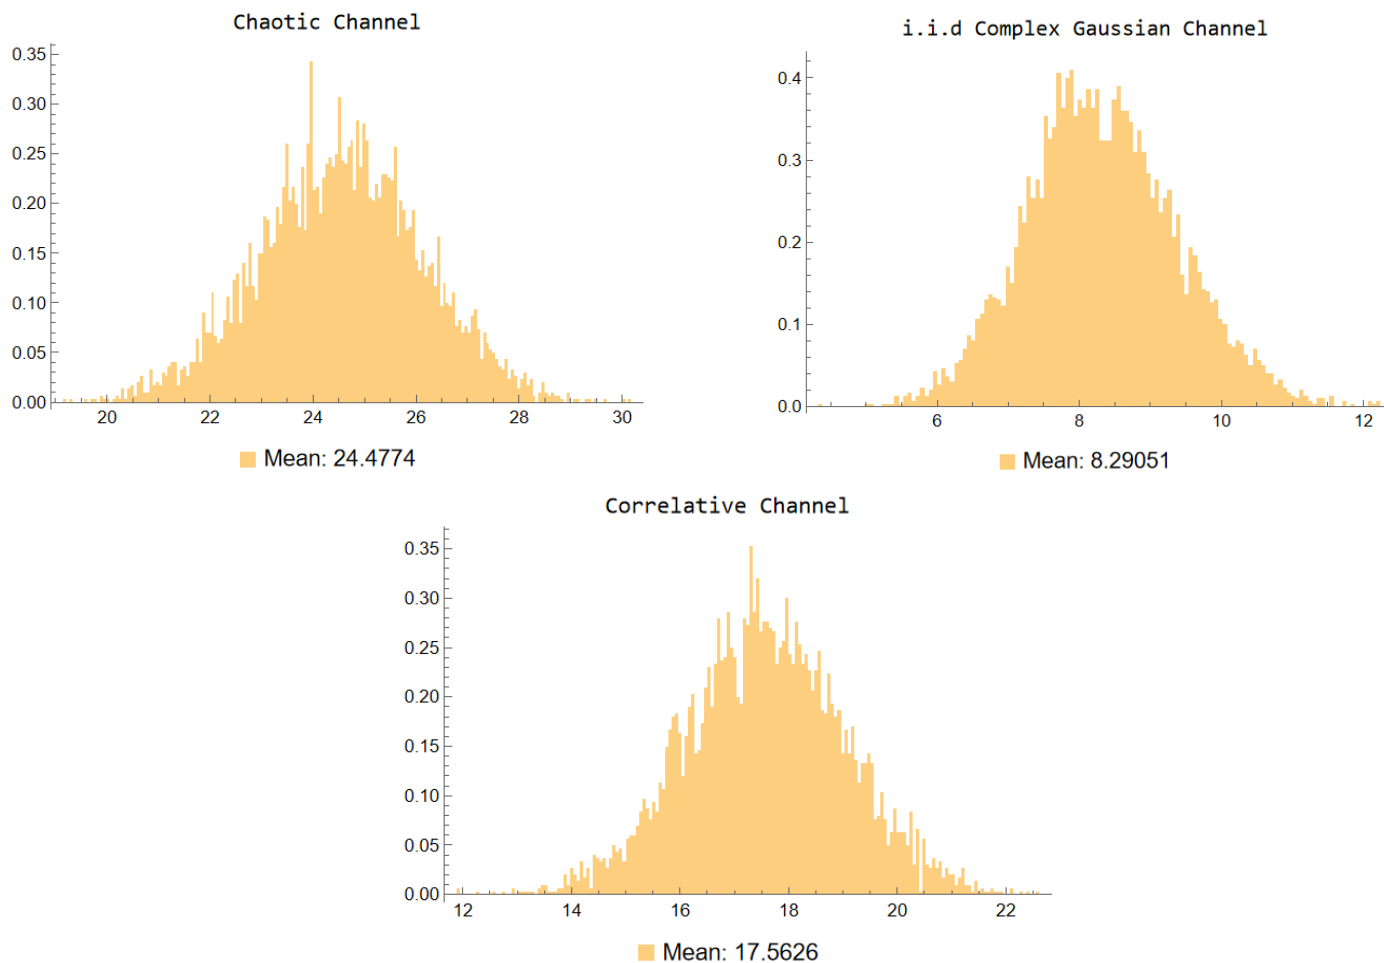 Chaotic Channel
0.35
0.30
0.25
0.20
0.15
0.10
0.05
0.00
20 22 24 26 28 30
Mean: 24.4774
i.i.d Complex Gaussian Channel
0.4
0.3
0.2
0.1
0.0
6 8 10 12
Mean: 8.29051
Correlative Channel
0.35
0.30
0.25
0.20
0.15
0.10
0.05
0.00
12 14 16 18 20 22
Mean: 17.5626